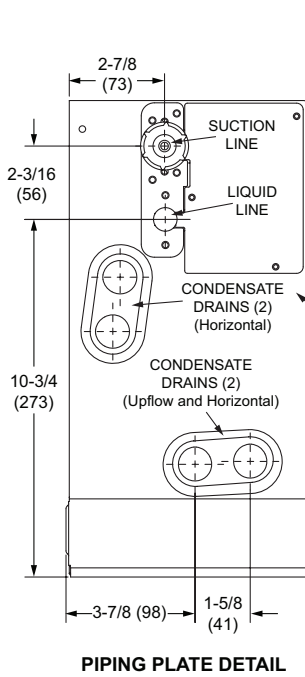 2-7/8
(73)
SUCTION
LINE
2-3/16
(56)
LIQUID
LINE
CONDENSATE
DRAINS (2)
(Horizontal)
CONDENSATE
DRAINS (2)
(Upflow and Horizontal)
10-3/4
(273)
3-7/8 (98)
1-5/8
(41)
PIPING PLATE DETAIL